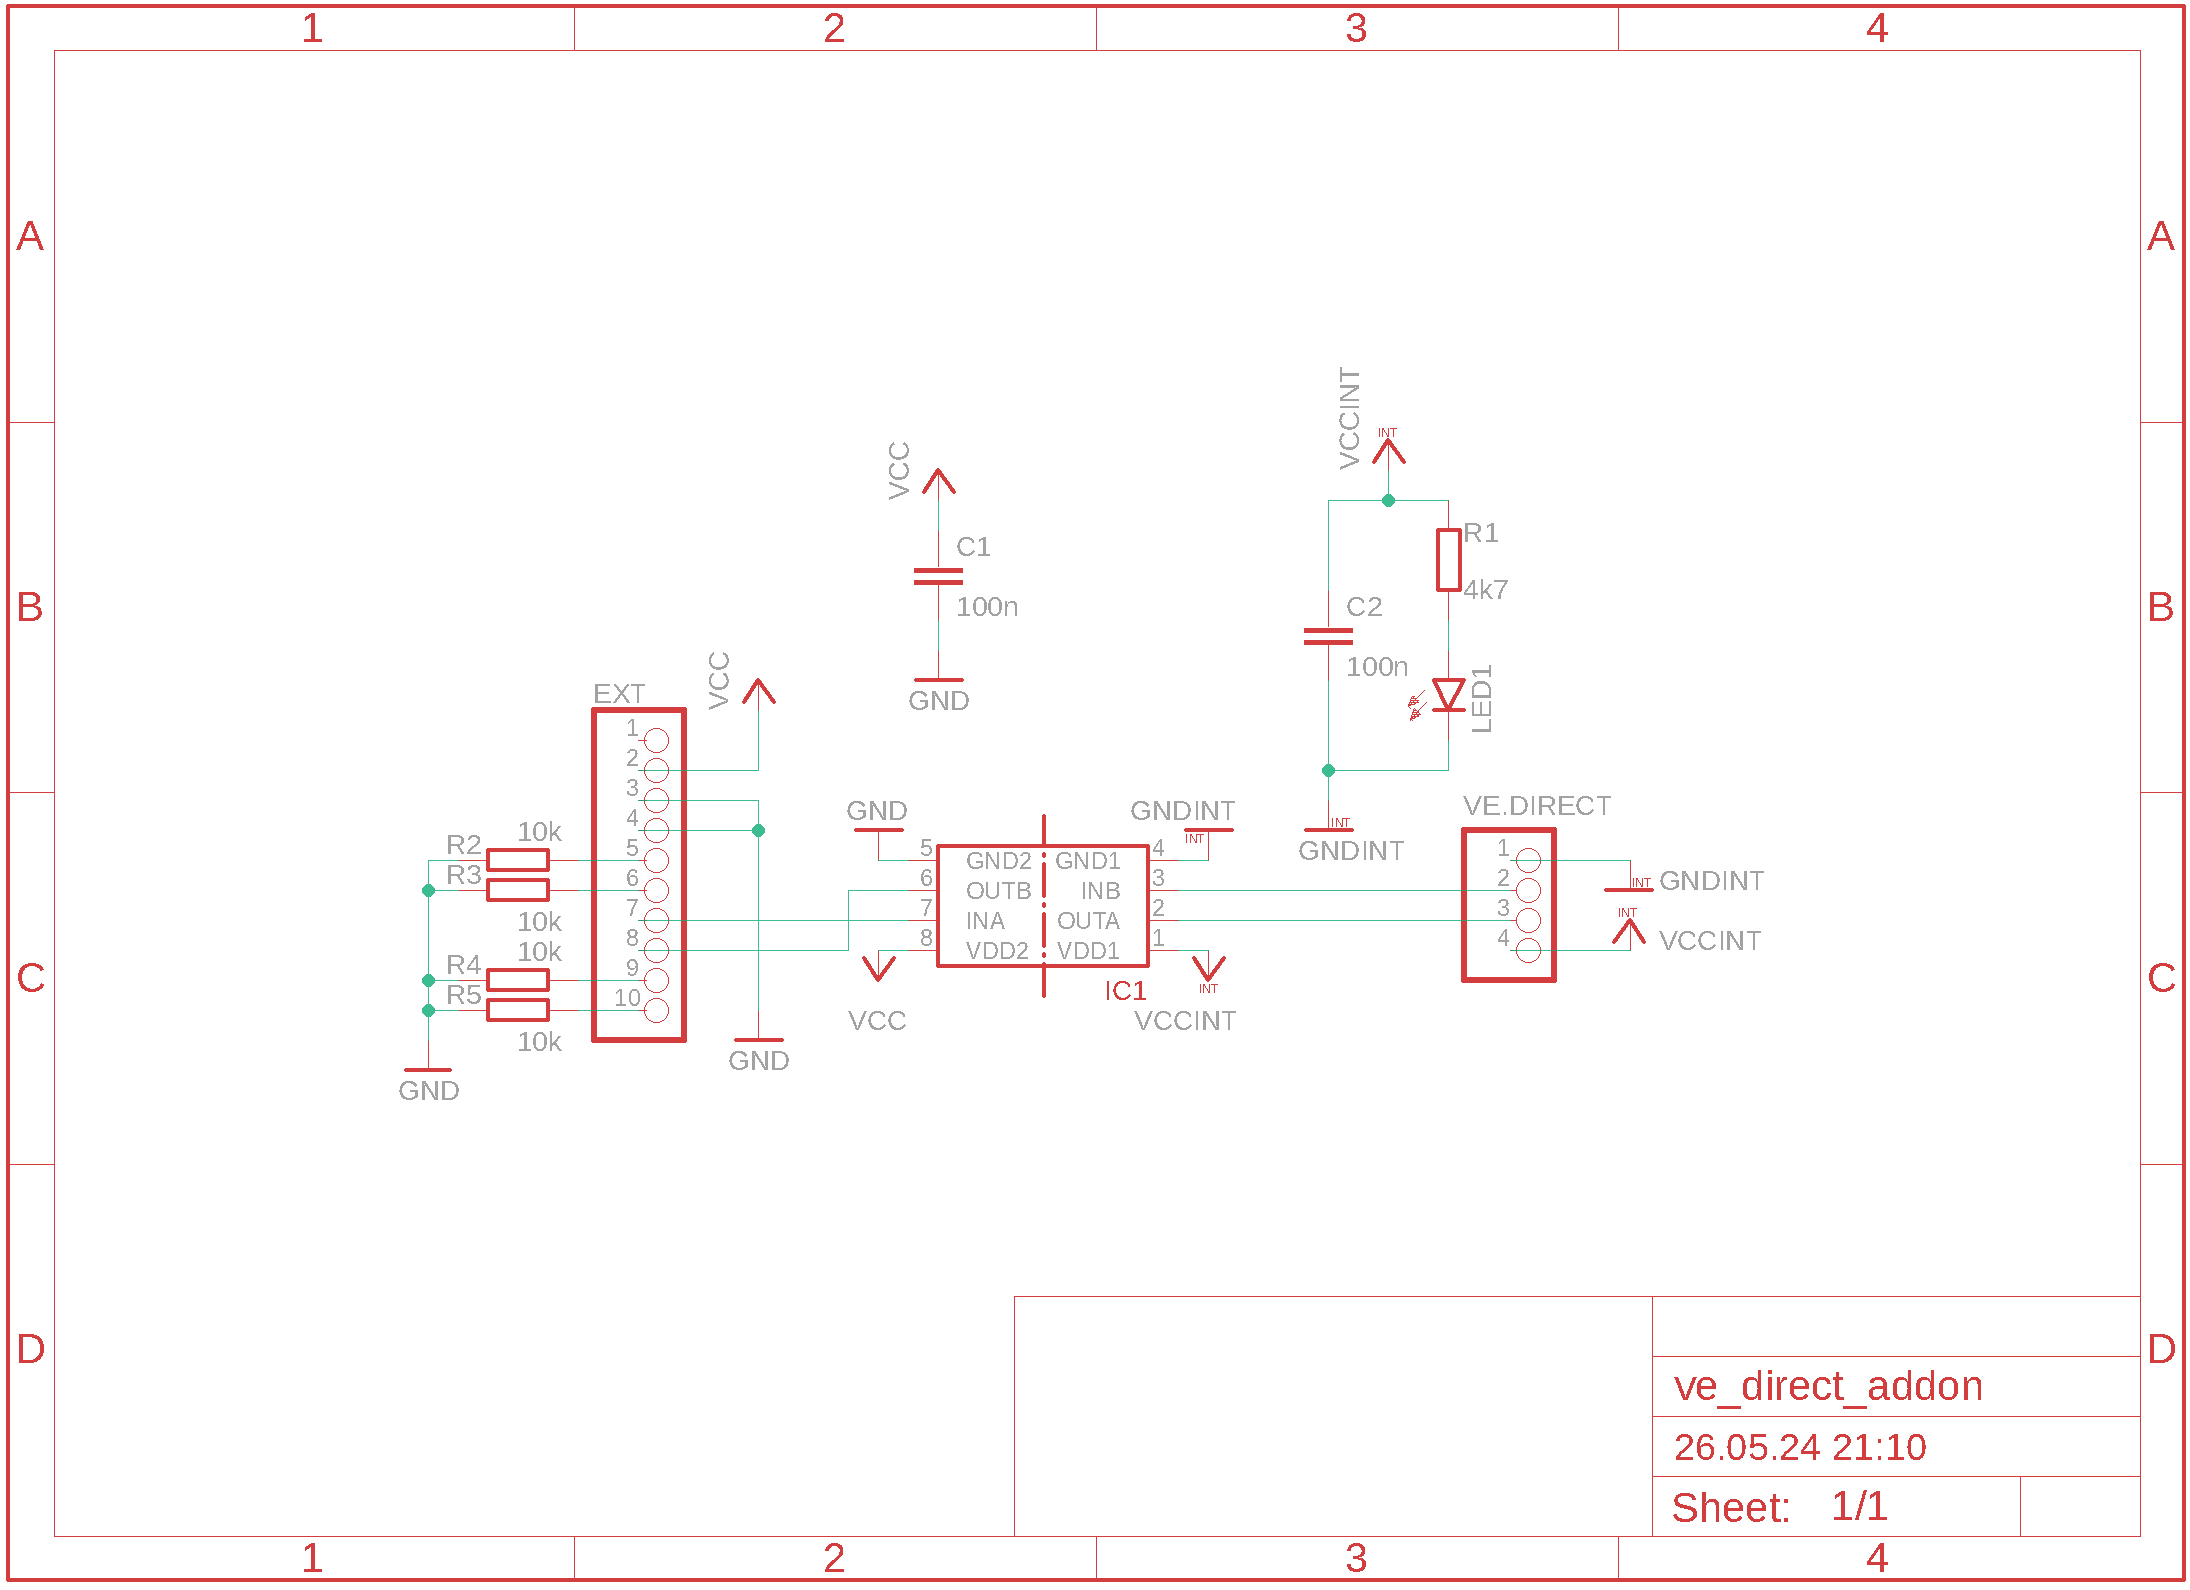 1 2 3 4
A A
VCCINT
INT
VCC
R1
C1
4k7
B C2 B
100n
100n
LED1
VCC
EXT
GND
1
2
3
4
5
6
7
8
9
10
GND
GNDINT
INT
INT
GNDINT
VE.DIRECT
1
2
3
4
R2 10k
R3
10k
10k
R4
R5
10k
5 GND2 GND1 4
6 OUTB INB 3
7 INA OUTA 2
8 VDD2 VDD1 1
INT GNDINT
INT
VCCINT
C C
IC1
INT
VCC
VCCINT
GND
GND
D D
ve_direct_addon
26.05.24 21:10
Sheet: 1/1
1 2 3 4